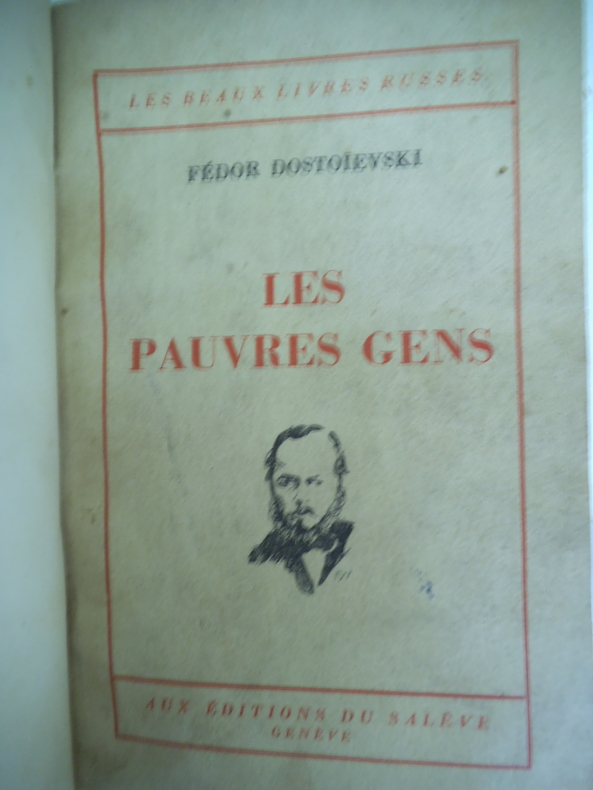 LES BEAUX LIVRES RUSSES
FÉDOR DOSTOÏEVSKI
LES
PAUVRES GENS
AUX ÉDITIONS DU SALÈVE
GENÈVE